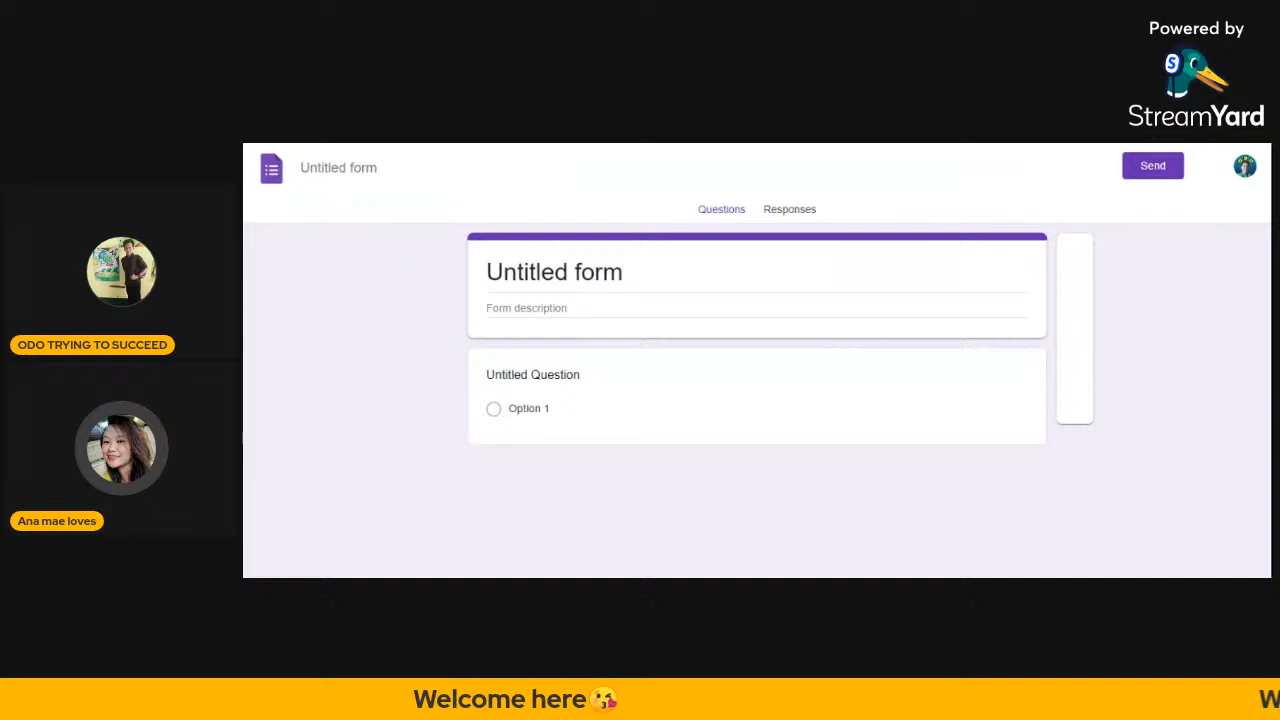 Powered by
StreamYard
Untitled form
Send
Questions
Responses
Untitled form
Form description
Untitled Question
Option 1
ODO TRYING TO SUCCEED
Ana mae loves
Welcome here😘
W